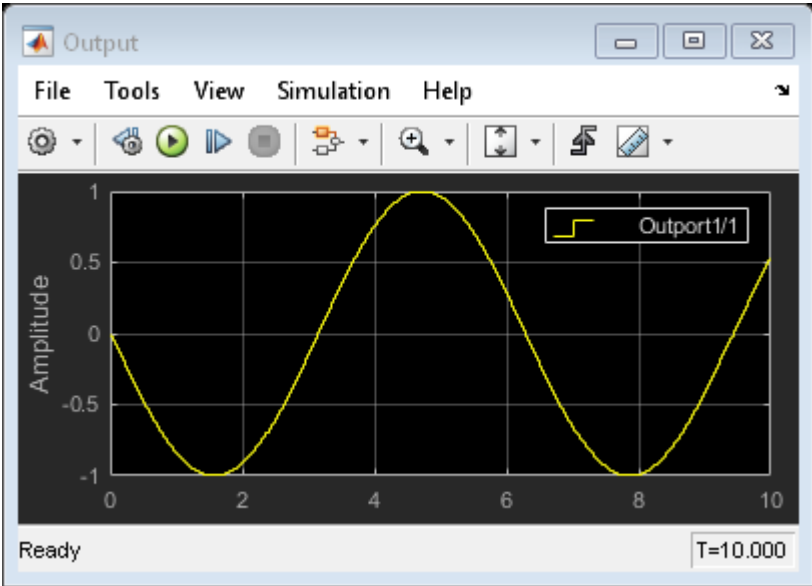 Output
File Tools View Simulation Help
Outport1/1
Amplitude
1
0.5
0
-0.5
-1
0 2 4 6 8 10
Ready T=10.000